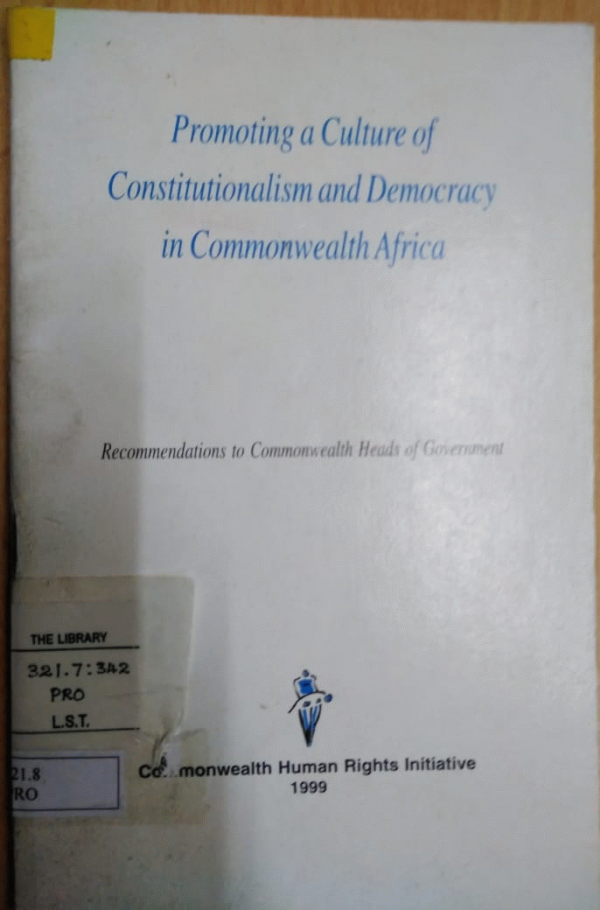 Promoting a Culture of
Constitutionalism and Democracy
in Commonwealth Africa
Recommendations to Commonwealth Heads of Government
THE LIBRARY
321.7:342
PRO
L.S.T.
21.8
RO
Commonwealth Human Rights Initiative
1999